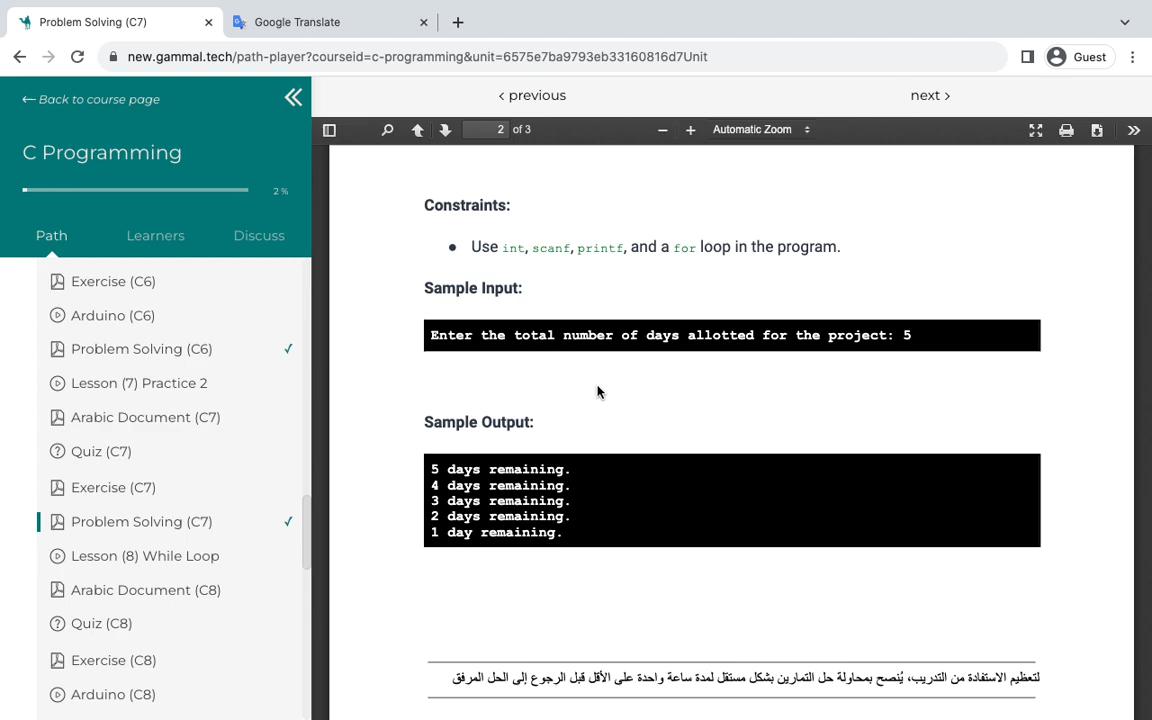 Problem Solving (C7)
Google Translate
new.gammal.tech/path-player?courseid=c-programming&unit=6575e7ba9793eb33160816d7Unit
Guest
← Back to course page
‹ previous
next ›
2 of 3
Automatic Zoom
C Programming
2 %
Path
Learners
Discuss
Exercise (C6)
Arduino (C6)
Problem Solving (C6)
Lesson (7) Practice 2
Arabic Document (C7)
Quiz (C7)
Exercise (C7)
Problem Solving (C7)
Lesson (8) While Loop
Arabic Document (C8)
Quiz (C8)
Exercise (C8)
Arduino (C8)
Constraints:
● Use int, scanf, printf, and a for loop in the program.
Sample Input:
Enter the total number of days allotted for the project: 5
Sample Output:
5 days remaining.
4 days remaining.
3 days remaining.
2 days remaining.
1 day remaining.
لتعظيم الاستفادة من التدريب، يُنصح بمحاولة حل التمارين بشكل مستقل لمدة ساعة واحدة على الأقل قبل الرجوع إلى الحل المرفق